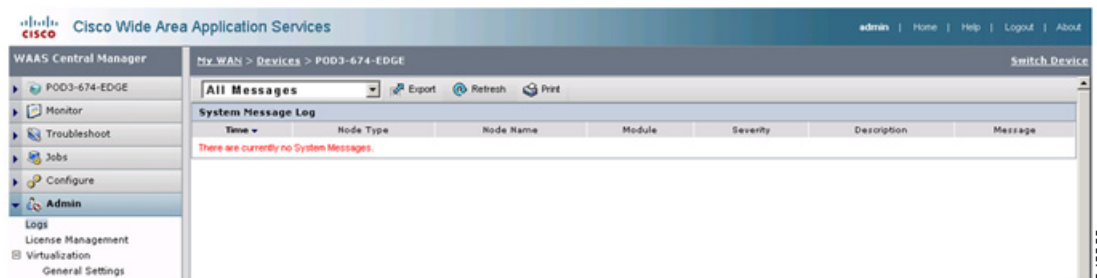 CISCO Cisco Wide Area Application Services admin | Home | Help | Logout | About
WAAS Central Manager My WAN > Devices > POD3-674-EDGE Switch Device
POD3-674-EDGE All Messages Export Refresh Print
Monitor System Message Log
Time Node Type Node Name Module Severity Description Message
Troubleshoot There are currently no System Messages.
Jobs
Configure
Admin
Logs
License Management
Virtualization
General Settings